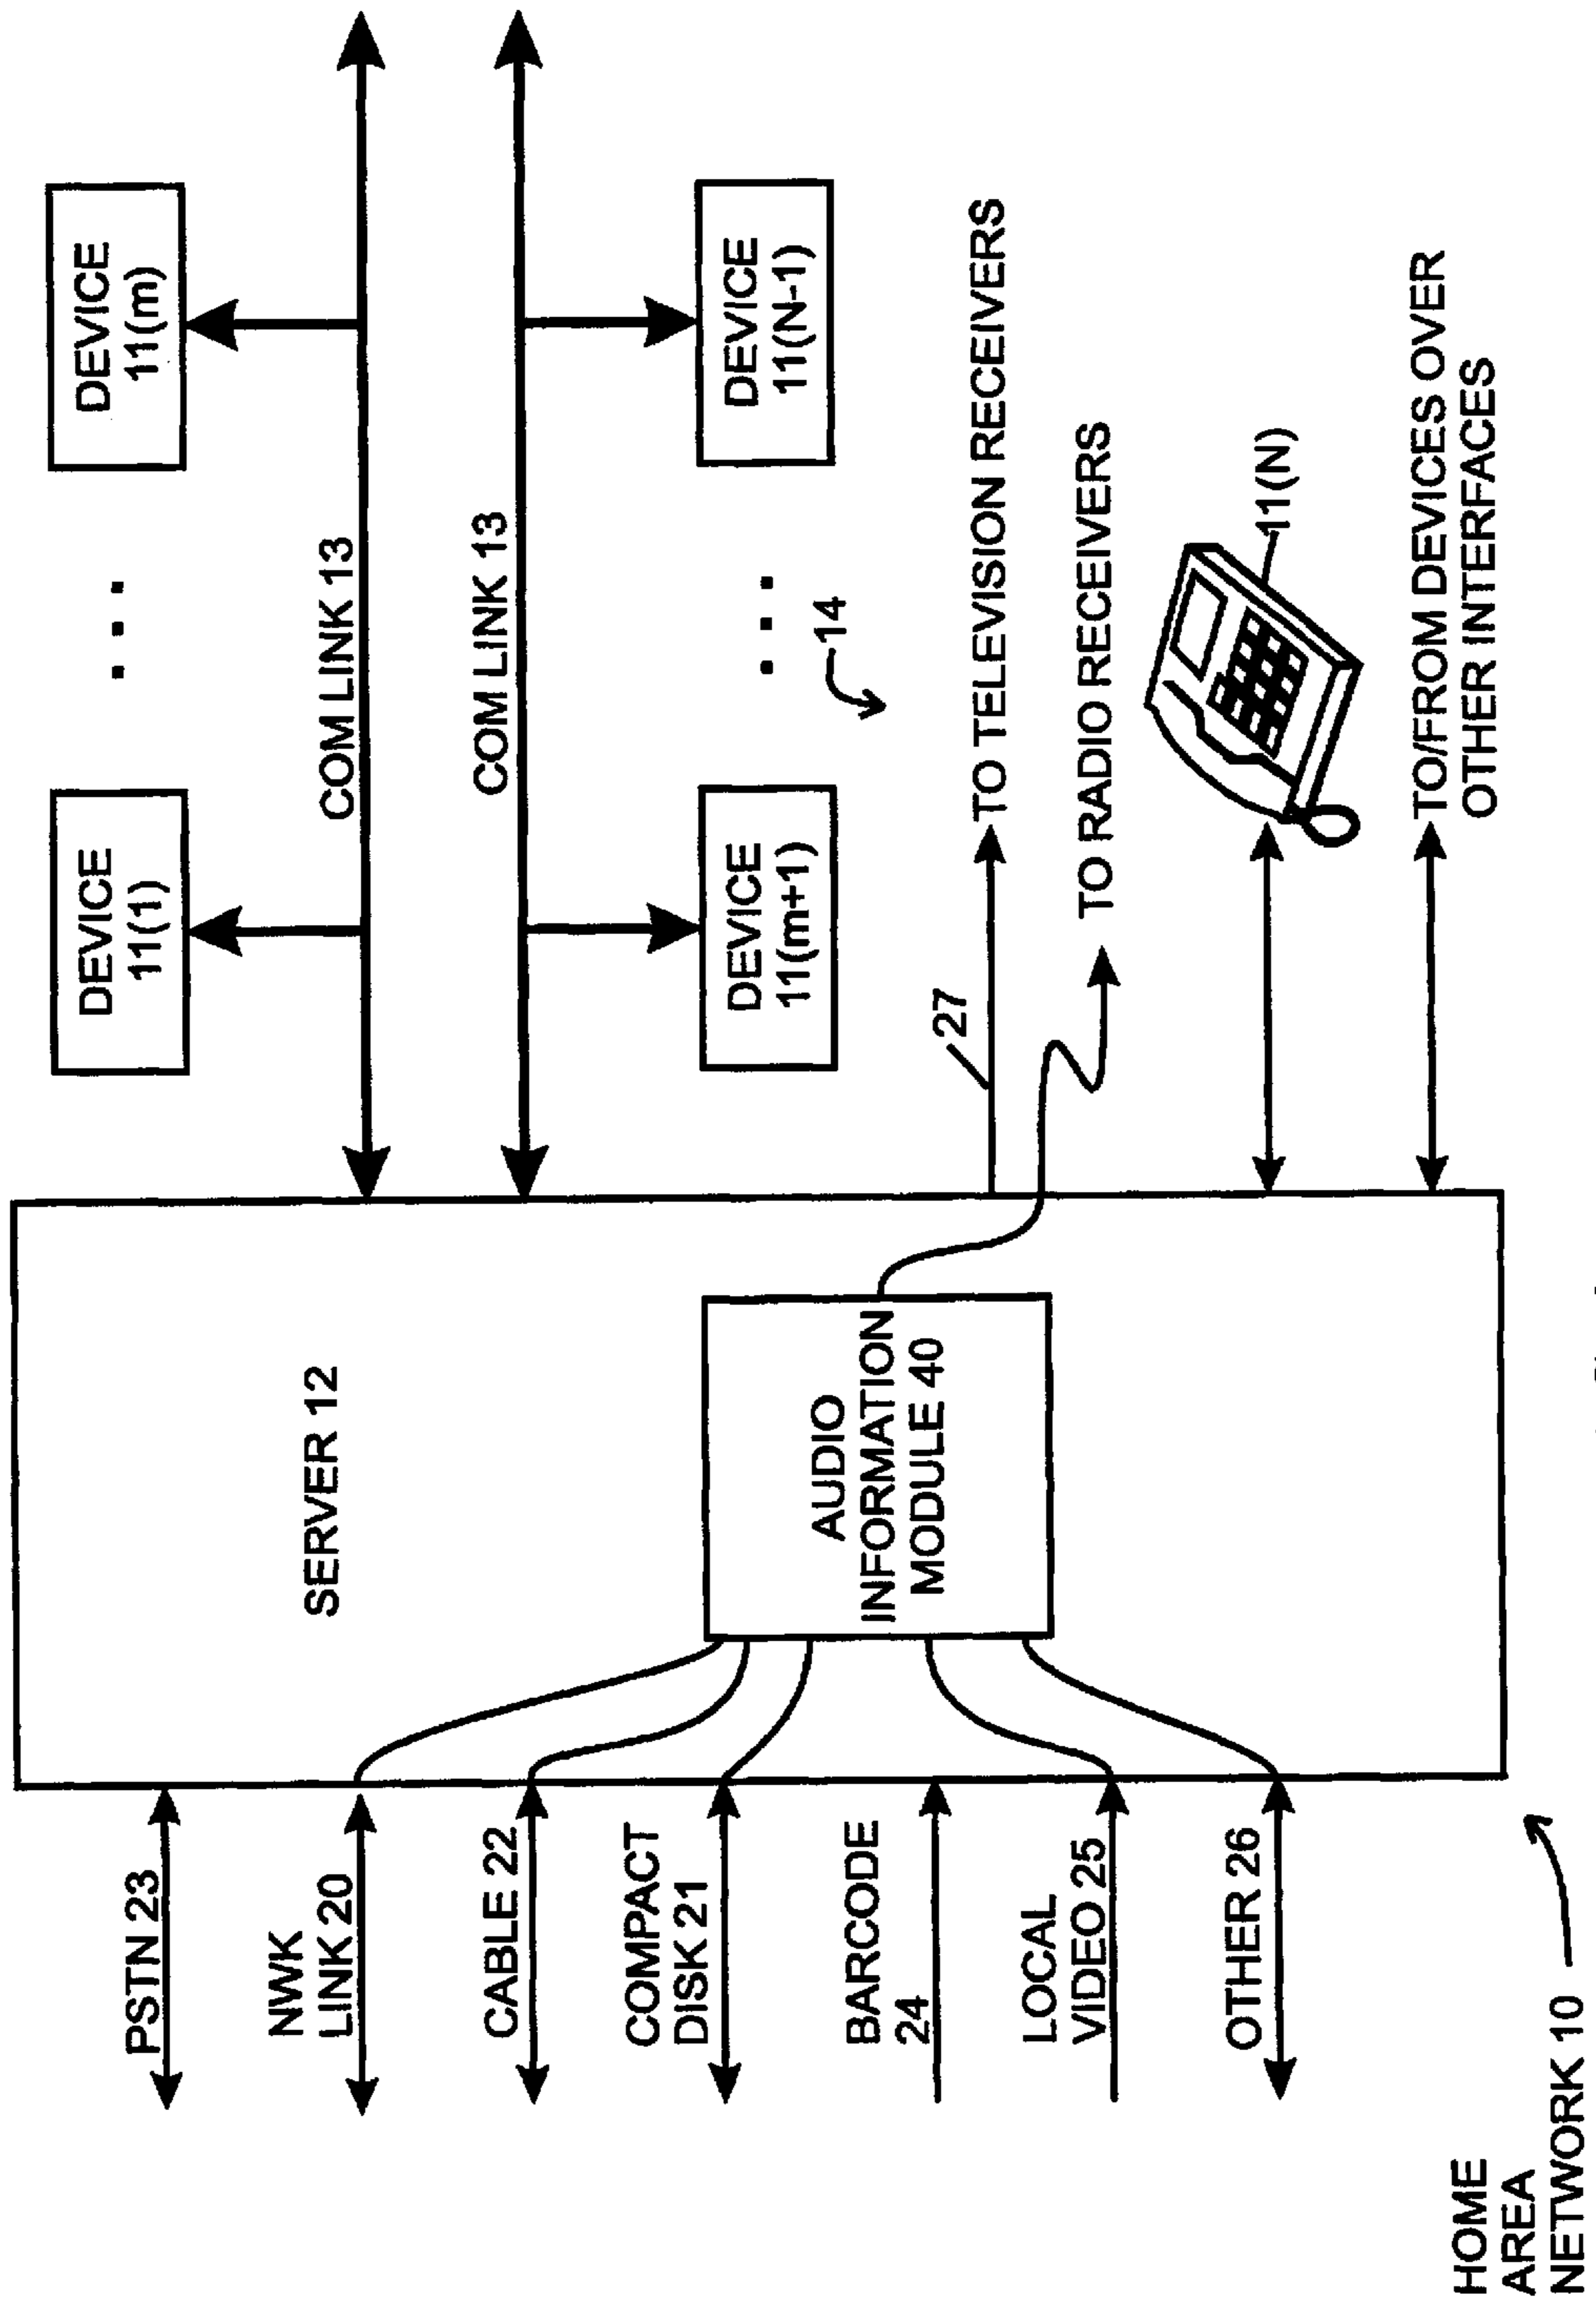 PSTN 23
NWK
LINK 20
CABLE 22
COMPACT
DISK 21
BARCODE
24
LOCAL
VIDEO 25
OTHER 26
HOME
AREA
NETWORK 10
SERVER 12
AUDIO
INFORMATION
MODULE 40
DEVICE
11(1)
. . .
DEVICE
11(m)
COM LINK 13
COM LINK 13
DEVICE
11(m+1)
. . .
DEVICE
11(N-1)
14
27
TO TELEVISION RECEIVERS
TO RADIO RECEIVERS
11(N)
TO/FROM DEVICES OVER
OTHER INTERFACES